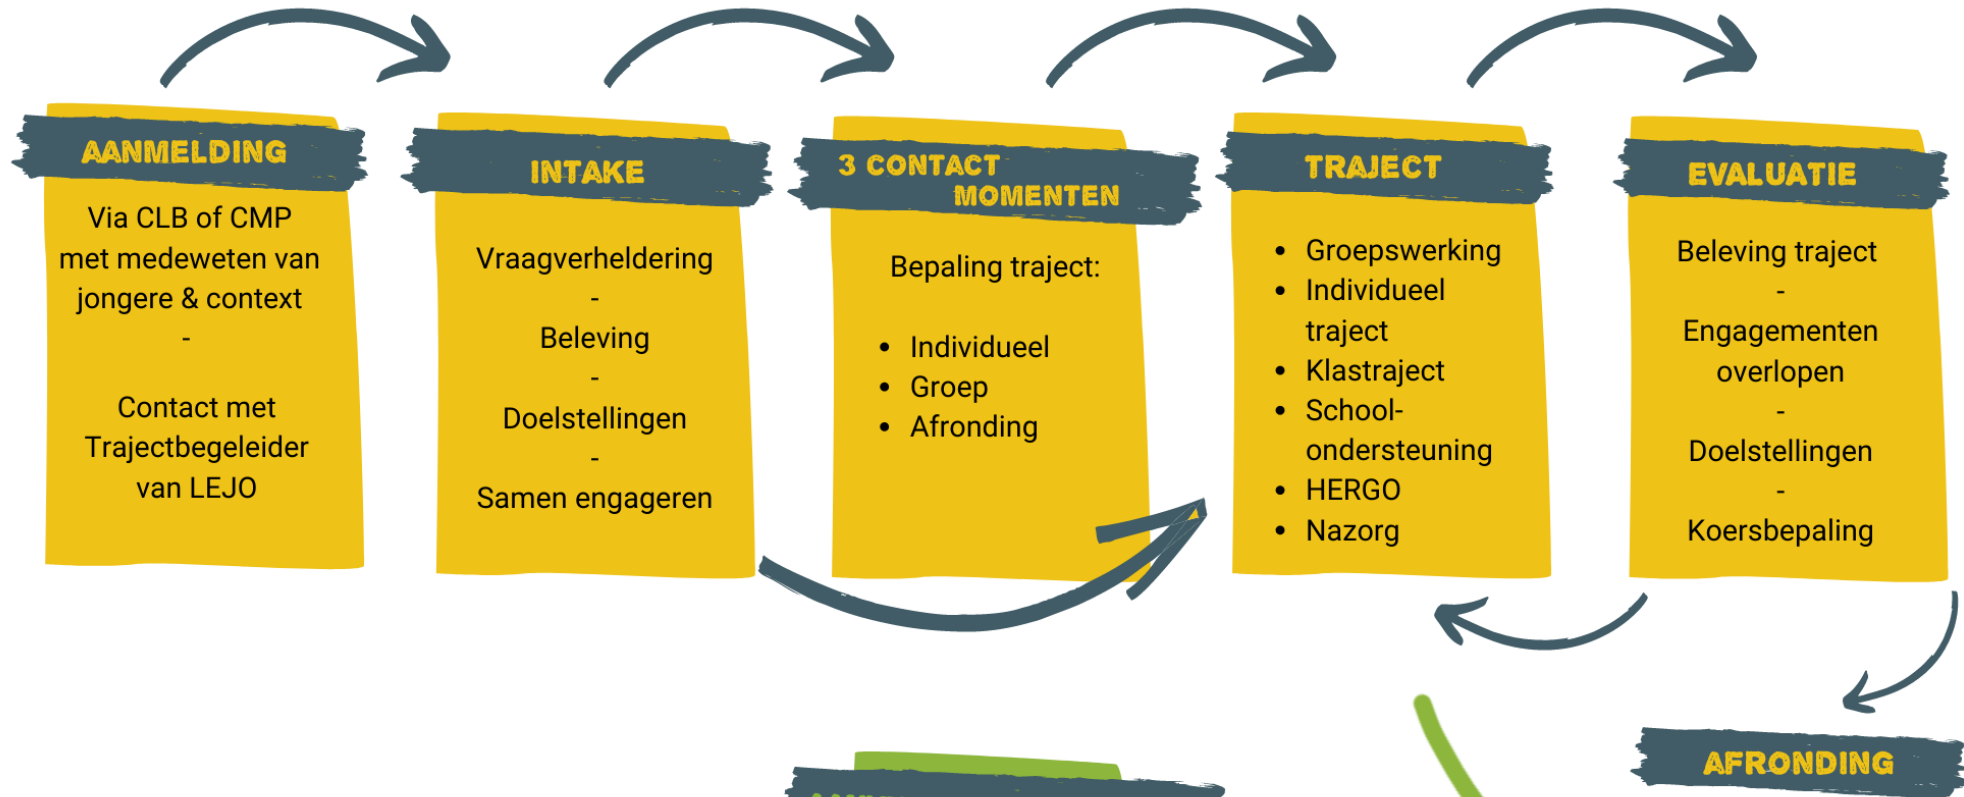 AANMELDING
Via CLB of CMP
met medeweten van
jongere & context
-
Contact met
Trajectbegeleider
van LEJO
INTAKE
Vraagverheldering
-
Beleving
-
Doelstellingen
-
Samen engageren
3 CONTACT
MOMENTEN
Bepaling traject:
• Individueel
• Groep
• Afronding
TRAJECT
• Groepswerking
• Individueel
traject
• Klastraject
• School-
ondersteuning
• HERGO
• Nazorg
EVALUATIE
Beleving traject
-
Engagementen
overlopen
-
Doelstellingen
-
Koersbepaling
AFRONDING